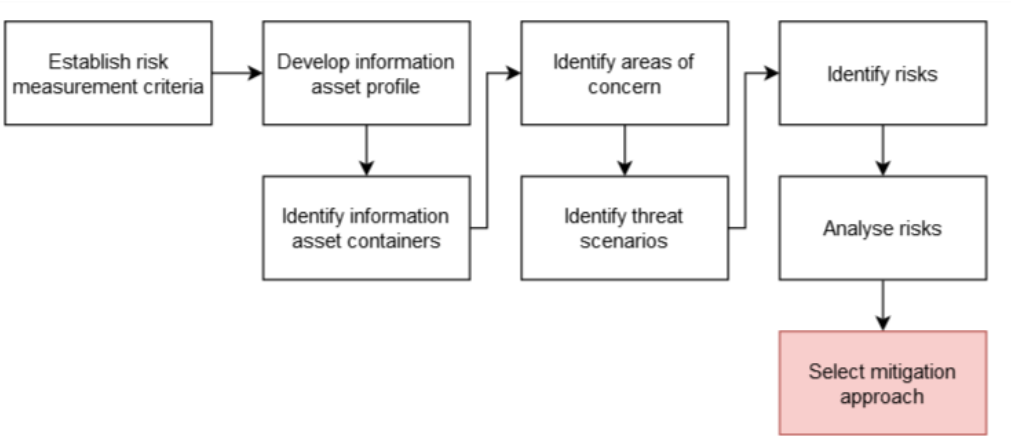 Establish risk
measurement criteria
Develop information
asset profile
Identify information
asset containers
Identify areas of
concern
Identify threat
scenarios
Identify risks
Analyse risks
Select mitigation
approach